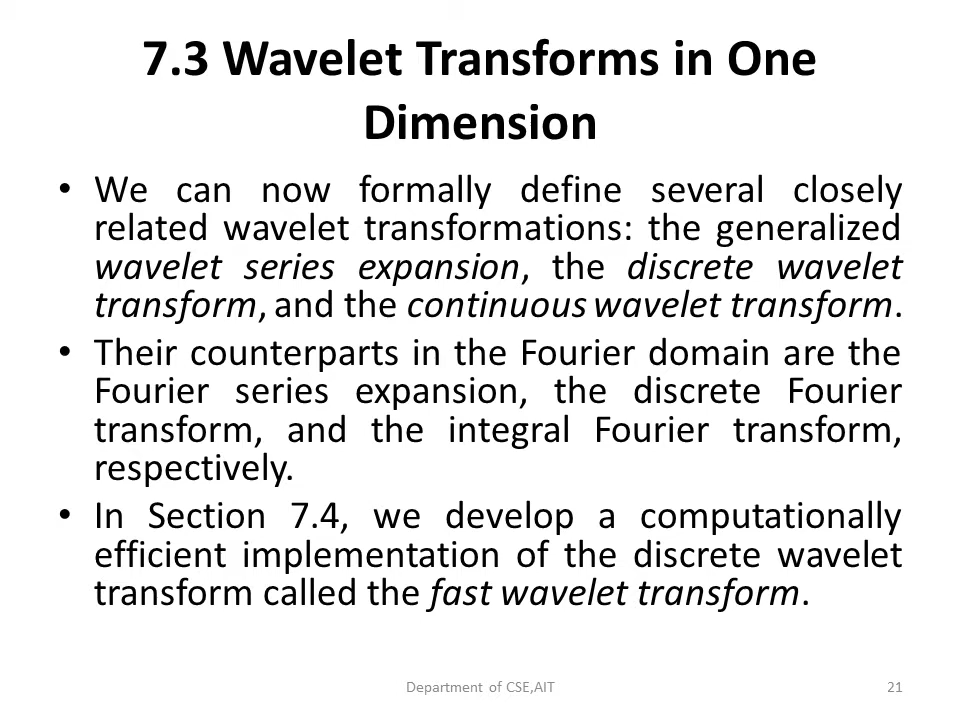 7.3 Wavelet Transforms in One
Dimension
• We can now formally define several closely
related wavelet transformations: the generalized
wavelet series expansion, the discrete wavelet
transform, and the continuous wavelet transform.
• Their counterparts in the Fourier domain are the
Fourier series expansion, the discrete Fourier
transform, and the integral Fourier transform,
respectively.
• In Section 7.4, we develop a computationally
efficient implementation of the discrete wavelet
transform called the fast wavelet transform.
Department of CSE,AIT
21